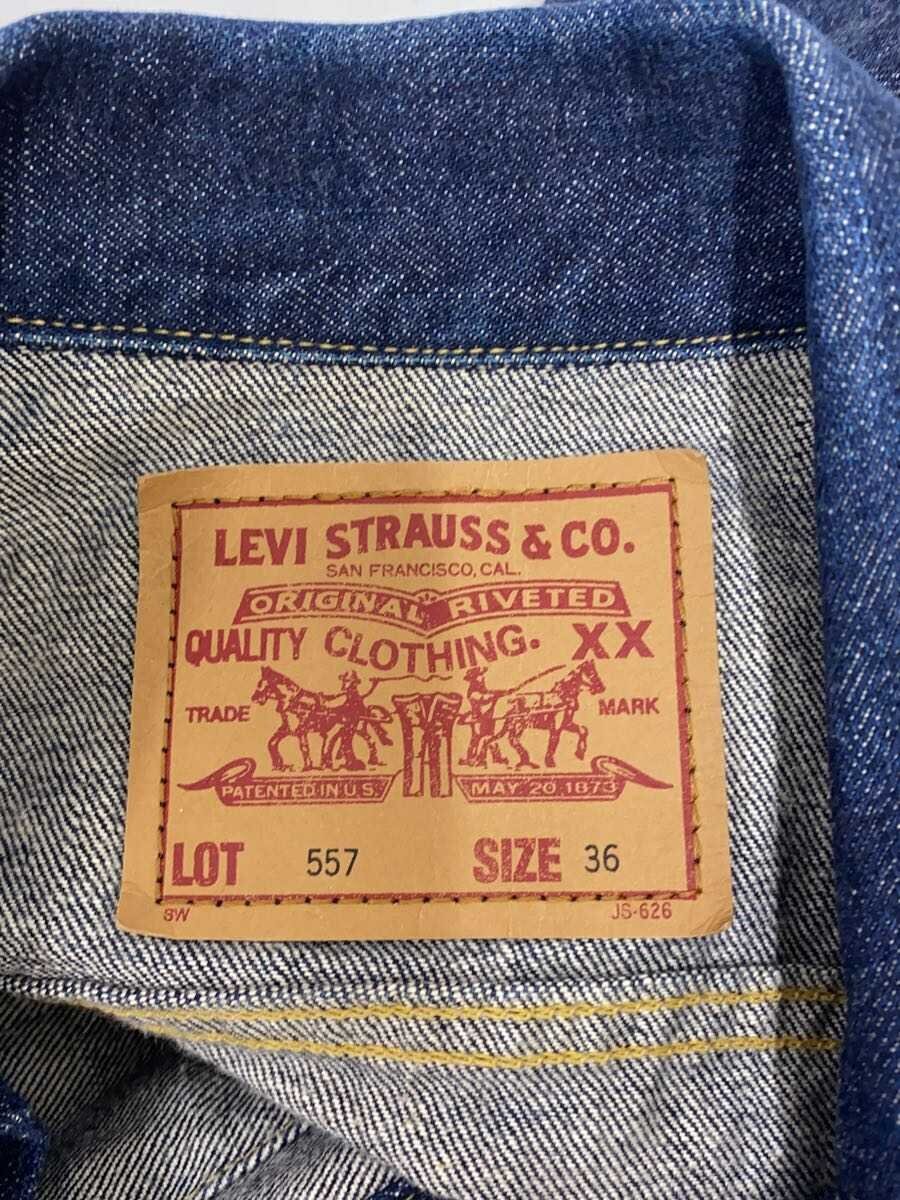 LEVI STRAUSS & CO.
SAN FRANCISCO, CAL.
ORIGINAL RIVETED
QUALITY CLOTHING. XX
TRADE MARK
PATENTED IN U.S. MAY 20 1873
LOT 557 SIZE 36
SW JS-626